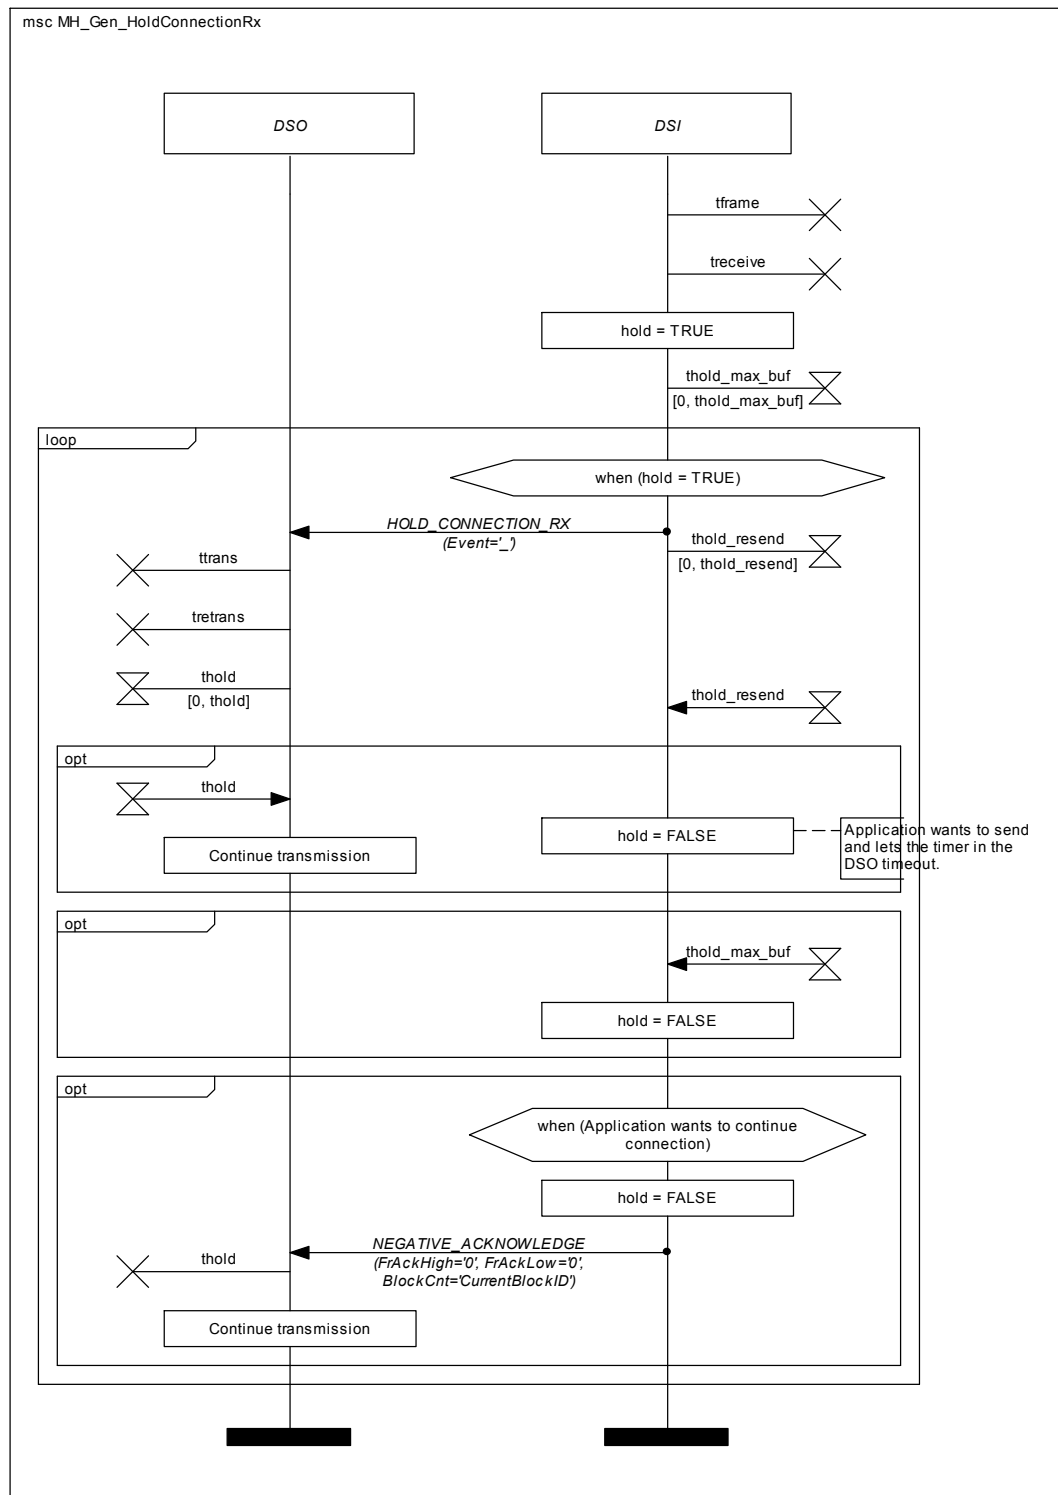 msc MH_Gen_HoldConnectionRx
DSO
DSI
tframe
treceive
hold = TRUE
thold_max_buf
[0, thold_max_buf]
loop
when (hold = TRUE)
HOLD_CONNECTION_RX
(Event='_')
thold_resend
[0, thold_resend]
ttrans
tretrans
thold
[0, thold]
thold_resend
opt
thold
hold = FALSE
Application wants to send
and lets the timer in the
DSO timeout.
Continue transmission
opt
thold_max_buf
hold = FALSE
opt
when (Application wants to continue
connection)
hold = FALSE
NEGATIVE_ACKNOWLEDGE
(FrAckHigh='0', FrAckLow='0',
BlockCnt='CurrentBlockID')
thold
Continue transmission